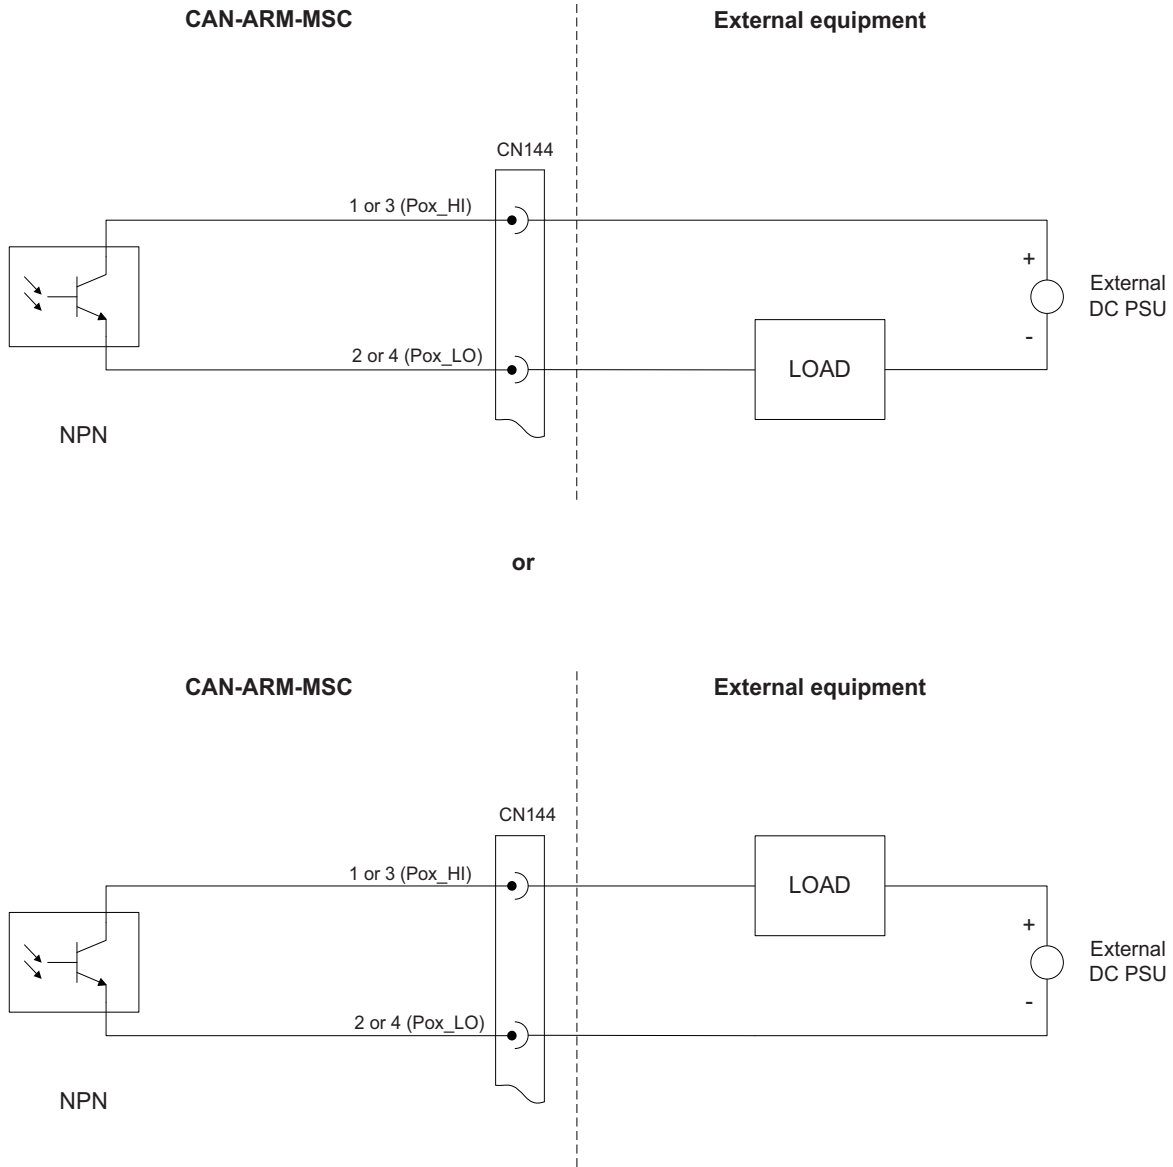 CAN-ARM-MSC
External equipment
CN144
1 or 3 (Pox_HI)
+
External
DC PSU
-
LOAD
2 or 4 (Pox_LO)
NPN
or
CAN-ARM-MSC
External equipment
CN144
LOAD
1 or 3 (Pox_HI)
+
External
DC PSU
-
2 or 4 (Pox_LO)
NPN